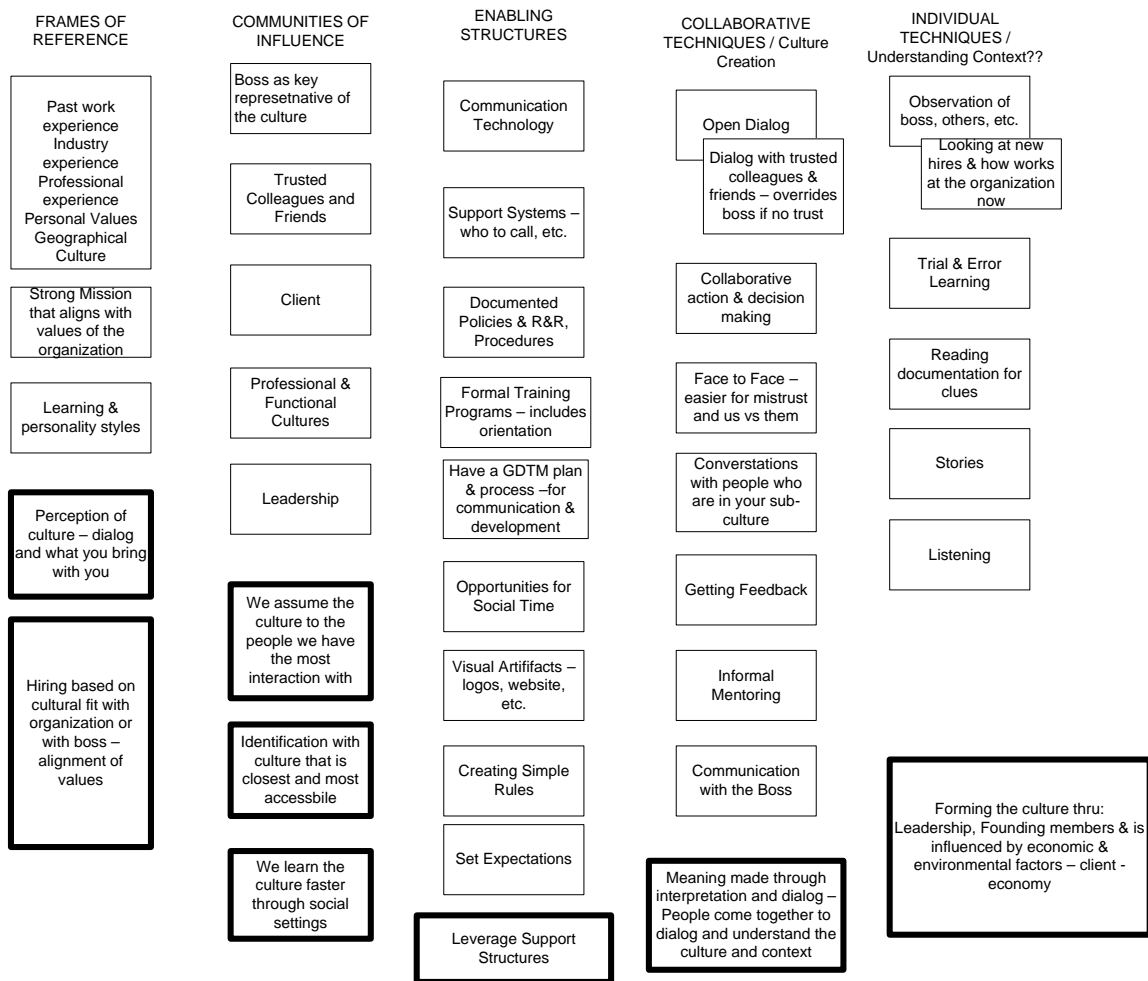 FRAMES OF
REFERENCE
Past work
experience
Industry
experience
Professional
experience
Personal Values
Geographical
Culture
Strong Mission
that aligns with
values of the
organization
Learning &
personality styles
Perception of
culture – dialog
and what you bring
with you
Hiring based on
cultural fit with
organization or
with boss –
alignment of
values
COMMUNITIES OF
INFLUENCE
Boss as key
represetnative of
the culture
Trusted
Colleagues and
Friends
Client
Professional &
Functional
Cultures
Leadership
We assume the
culture to the
people we have
the most
interaction with
Identification with
culture that is
closest and most
accessbile
We learn the
culture faster
through social
settings
ENABLING
STRUCTURES
Communication
Technology
Support Systems –
who to call, etc.
Documented
Policies & R&R,
Procedures
Formal Training
Programs – includes
orientation
Have a GDTM plan
& process –for
communication &
development
Opportunities for
Social Time
Visual Artififacts –
logos, website,
etc.
Creating Simple
Rules
Set Expectations
Leverage Support
Structures
COLLABORATIVE
TECHNIQUES / Culture
Creation
Open Dialog
Dialog with trusted
colleagues &
friends – overrides
boss if no trust
Collaborative
action & decision
making
Face to Face –
easier for mistrust
and us vs them
Converstations
with people who
are in your sub-
culture
Getting Feedback
Informal
Mentoring
Communication
with the Boss
Meaning made through
interpretation and dialog –
People come together to
dialog and understand the
culture and context
INDIVIDUAL
TECHNIQUES /
Understanding Context??
Observation of
boss, others, etc.
Looking at new
hires & how works
at the organization
now
Trial & Error
Learning
Reading
documentation for
clues
Stories
Listening
Forming the culture thru:
Leadership, Founding members & is
influenced by economic &
environmental factors – client -
economy